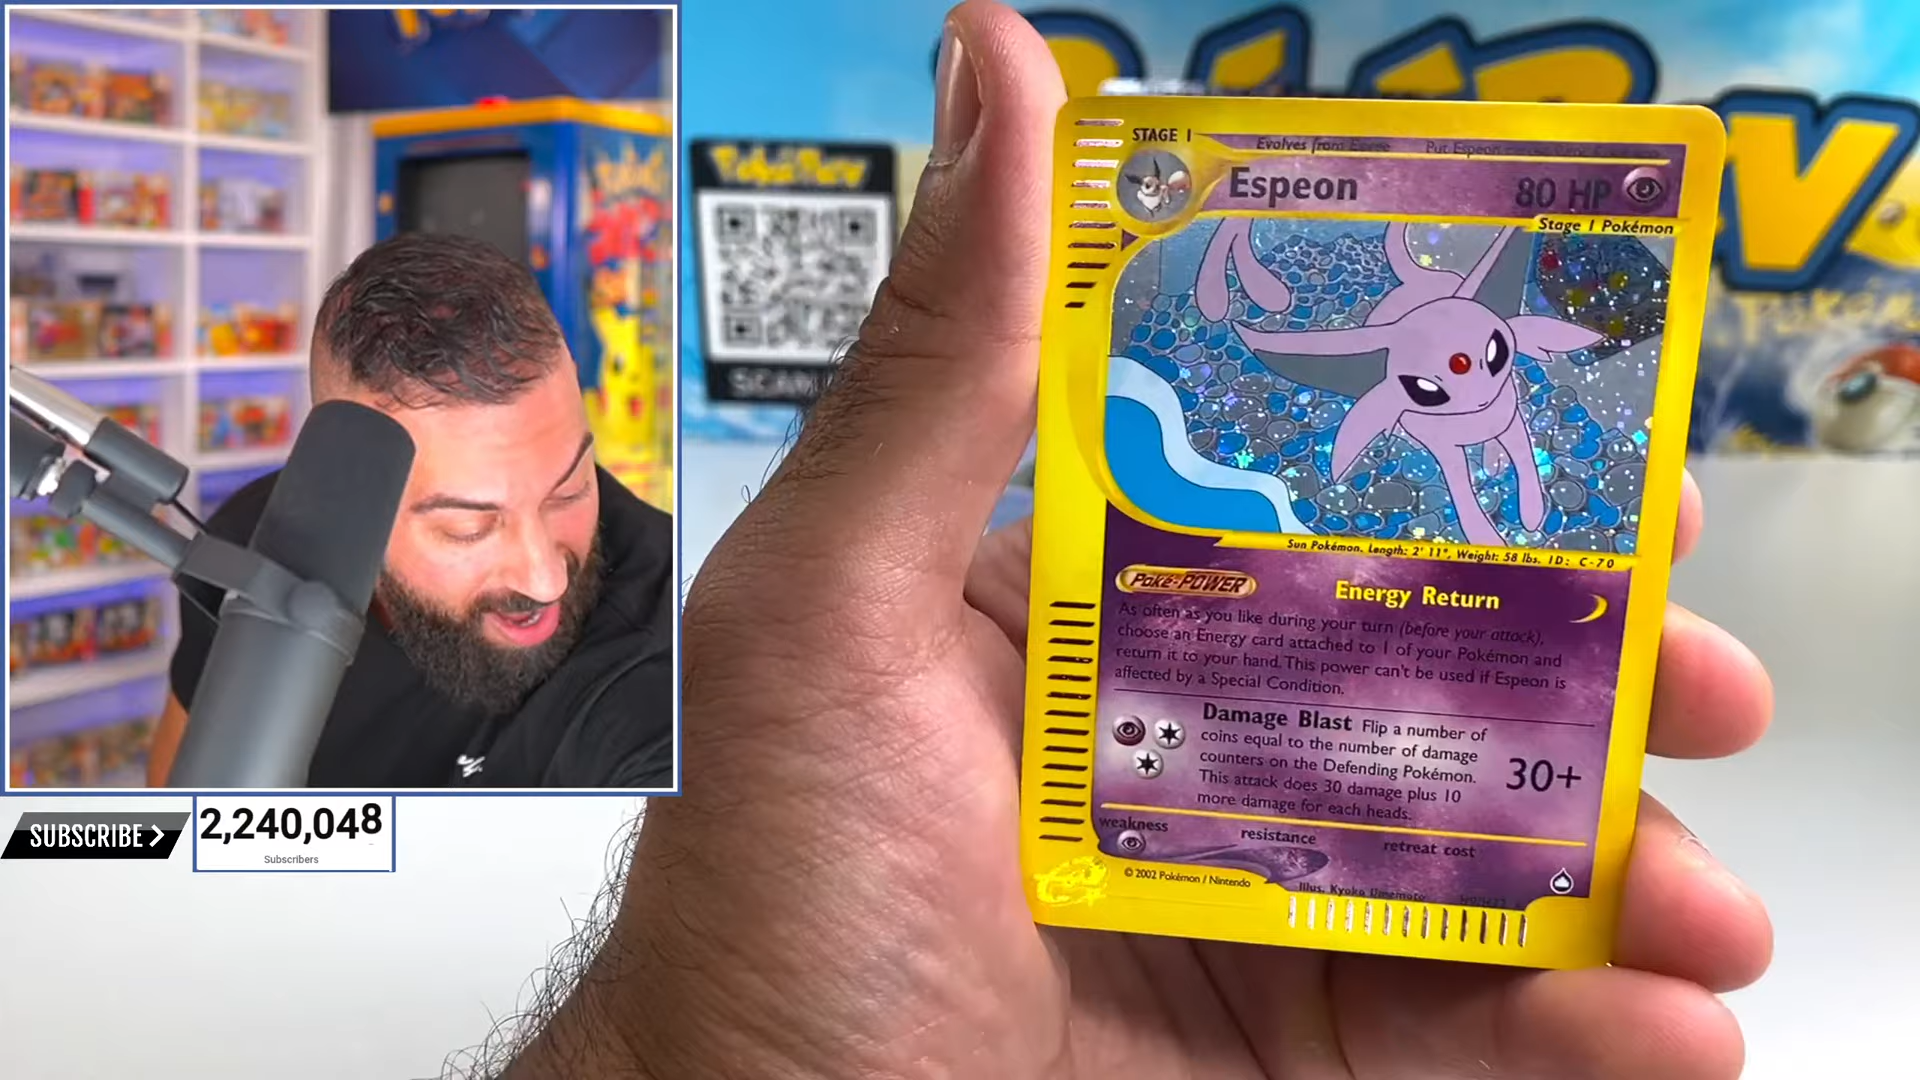 PokéRev
SCAN
STAGE 1
Evolves from Eevee
Put Espeon
Espeon
80 HP
Stage 1 Pokémon
Sun Pokémon. Length: 2' 11", Weight: 58 lbs. ID: C-70
Poké-POWER
Energy Return
As often as you like during your turn (before your attack),
choose an Energy card attached to 1 of your Pokémon and
return it to your hand. This power can't be used if Espeon is
affected by a Special Condition.
Damage Blast Flip a number of
coins equal to the number of damage
counters on the Defending Pokémon.
This attack does 30 damage plus 10
more damage for each heads.
30+
weakness
resistance
retreat cost
© 2002 Pokémon / Nintendo
Illus. Kyoko Umemoto
SUBSCRIBE
2,240,048
Subscribers